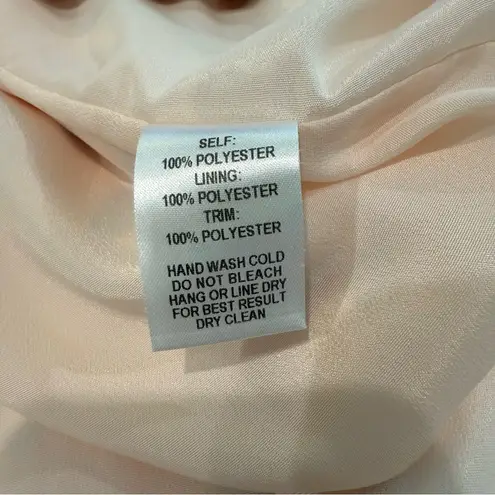 SELF:
100% POLYESTER
LINING:
100% POLYESTER
TRIM:
100% POLYESTER
HAND WASH COLD
DO NOT BLEACH
HANG OR LINE DRY
FOR BEST RESULT
DRY CLEAN